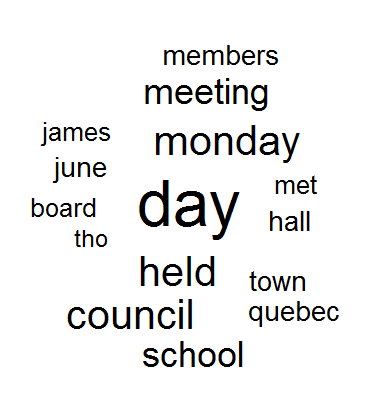 members
meeting
james
monday
june
met
day
board
hall
tho
held
town
council
quebec
school